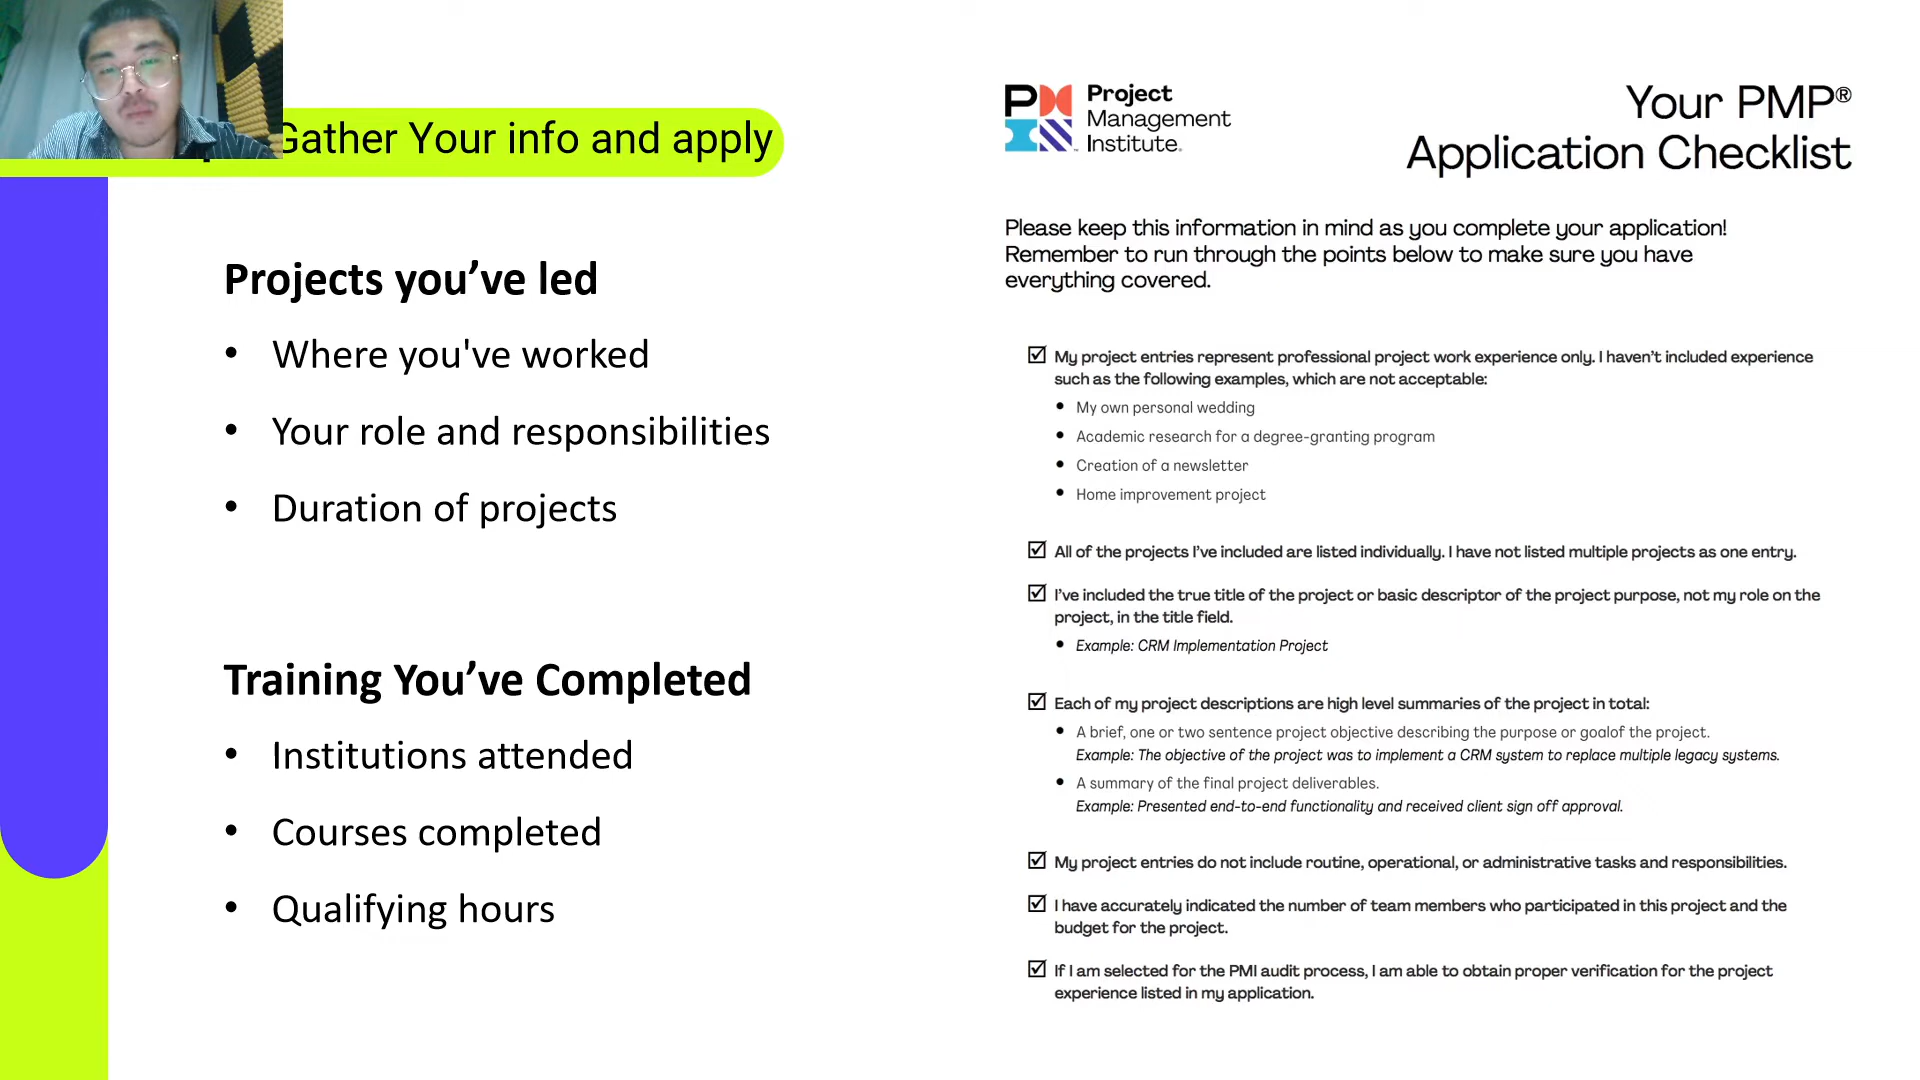 Gather Your info and apply
Projects you’ve led
• Where you've worked
• Your role and responsibilities
• Duration of projects
Training You’ve Completed
• Institutions attended
• Courses completed
• Qualifying hours
Project
Management
Institute.
Your PMP®
Application Checklist
Please keep this information in mind as you complete your application!
Remember to run through the points below to make sure you have
everything covered.
☑ My project entries represent professional project work experience only. I haven’t included experience
such as the following examples, which are not acceptable:
• My own personal wedding
• Academic research for a degree-granting program
• Creation of a newsletter
• Home improvement project
☑ All of the projects I’ve included are listed individually. I have not listed multiple projects as one entry.
☑ I’ve included the true title of the project or basic descriptor of the project purpose, not my role on the
project, in the title field.
• Example: CRM Implementation Project
☑ Each of my project descriptions are high level summaries of the project in total:
• A brief, one or two sentence project objective describing the purpose or goalof the project.
Example: The objective of the project was to implement a CRM system to replace multiple legacy systems.
• A summary of the final project deliverables.
Example: Presented end-to-end functionality and received client sign off approval.
☑ My project entries do not include routine, operational, or administrative tasks and responsibilities.
☑ I have accurately indicated the number of team members who participated in this project and the
budget for the project.
☑ If I am selected for the PMI audit process, I am able to obtain proper verification for the project
experience listed in my application.